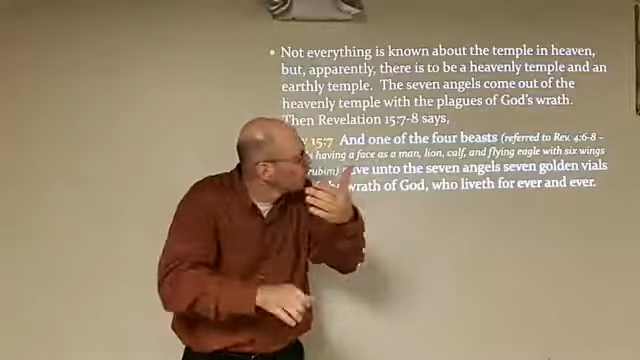 Not everything is known about the temple in heaven,
but, apparently, there is to be a heavenly temple and an
earthly temple. The seven angels come out of the
heavenly temple with the plagues of God's wrath.
Then Revelation 15:7-8 says,
15:7 And one of the four beasts (referred to Rev. 4:6-8 –
having a face as a man, lion, calf, and flying eagle with six wings
unto the seven angels seven golden vials
wrath of God, who liveth for ever and ever.